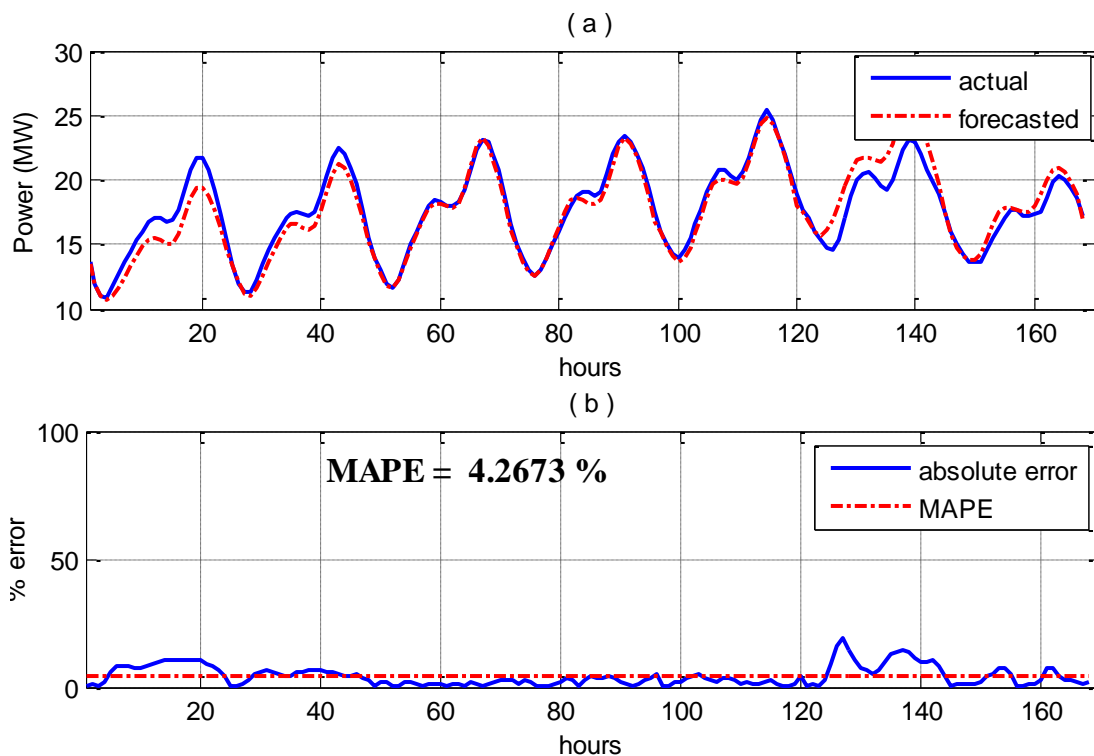 ( a )
30
25
20
15
10
Power (MW)
actual
forecasted
20 40 60 80 100 120 140 160
hours
( b )
100
50
0
% error
MAPE = 4.2673 %
absolute error
MAPE
20 40 60 80 100 120 140 160
hours